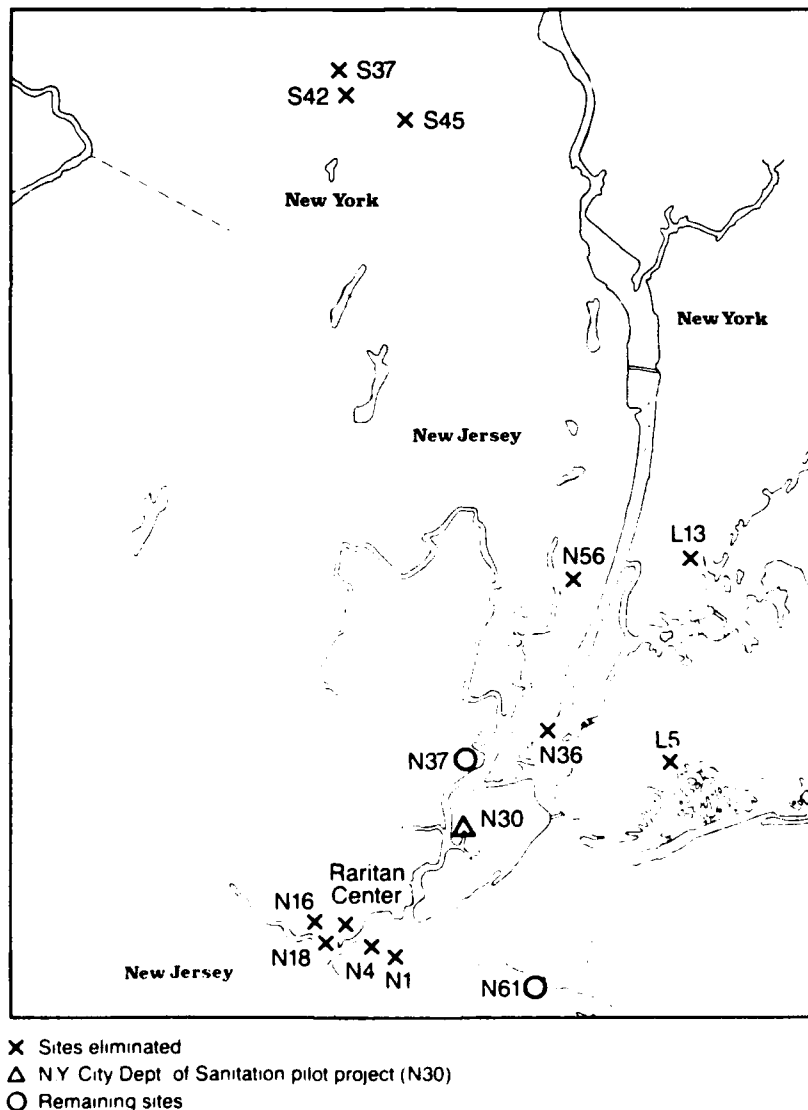 S37
S42
S45
New York
New York
New Jersey
L13
N56
N36
L5
N37
N30
Raritan
Center
N16
N18
N4
N1
New Jersey
N61
Sites eliminated
N.Y. City Dept. of Sanitation pilot project (N30)
Remaining sites